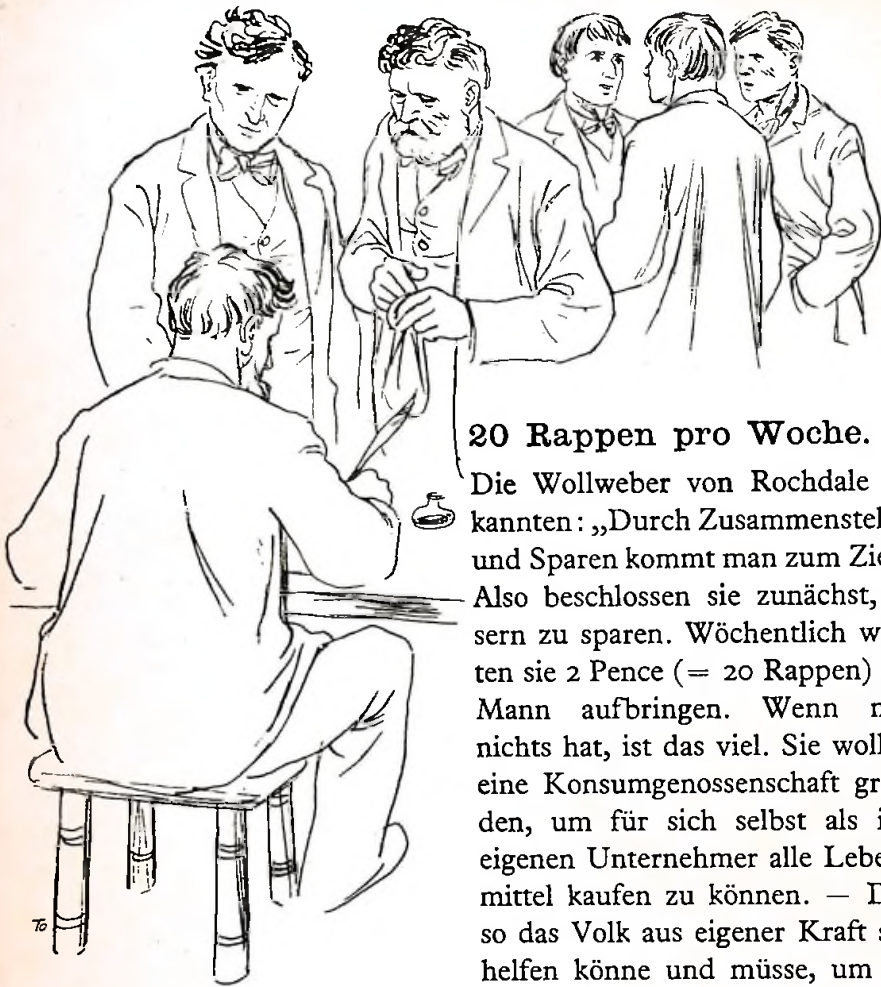 20 Rappen pro Woche.
Die Wollweber von Rochdale
kannten: „Durch Zusammenstel
und Sparen kommt man zum Zie
Also beschlossen sie zunächst,
sern zu sparen. Wöchentlich w
ten sie 2 Pence (= 20 Rappen)
Mann aufbringen. Wenn
nichts hat, ist das viel. Sie woll
eine Konsumgenossenschaft gr
den, um für sich selbst als i
eigenen Unternehmer alle Lebe
mittel kaufen zu können. — D
so das Volk aus eigener Kraft s
helfen könne und müsse, um
To